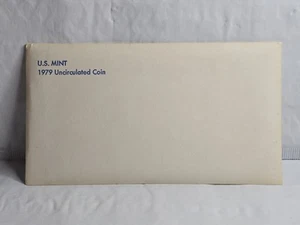 U.S. MINT
1979 Uncirculated Coin